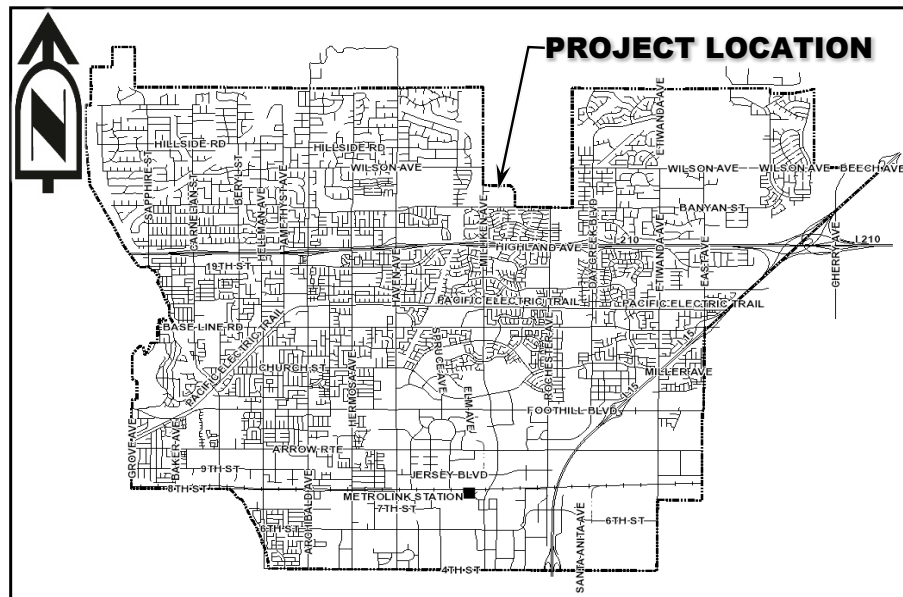 N
PROJECT LOCATION
HILLSIDE RD
HILLSIDE RD
WILSON AVE
WILSON AVE
WILSON AVE
BEECH AVE
SAPPHIRE ST
CARNELIAN ST
BERYL ST
HELLMAN AVE
AMETHYST AVE
MILLIKEN AVE
ETIWANDA AVE
BANYAN ST
HIGHLAND AVE
I-210
I 210
19TH ST
HAVEN AVE
DAY CREEK BLVD
ETIWANDA AVE
EAST AVE
CHERRY AVE
PACIFIC ELECTRIC TRAIL
PACIFIC ELECTRIC TRAIL
BASE LINE RD
PACIFIC ELECTRIC TRAIL
CHURCH ST
HERMOSA AVE
SPRUCE AVE
ELM AVE
ROCHESTER AVE
I-15
I-15
MILLER AVE
FOOTHILL BLVD
GROVE AVE
BAKER AVE
ARROW RTE
9TH ST
8TH ST
ARCHIBALD AVE
JERSEY BLVD
METROLINK STATION
7TH ST
6TH ST
6TH ST
SANTA ANITA AVE
4TH ST